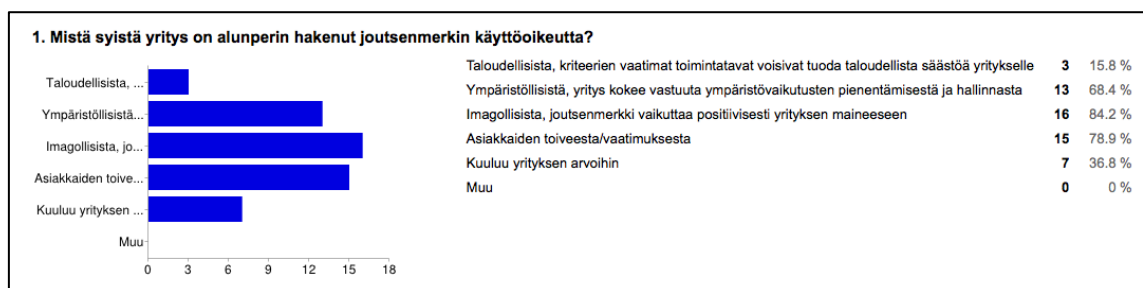 1. Mistä syistä yritys on alunperin hakenut joutsenmerkin käyttöoikeutta?
Taloudellisista, ...
Ympäristöllisistä...
Imagollisista, jo...
Asiakkaiden toive...
Kuuluu yrityksen ...
Muu
0 3 6 9 12 15 18
Taloudellisista, kriteerien vaatimat toimintatavat voisivat tuoda taloudellista säästöä yritykselle 3 15.8 %
Ympäristöllisistä, yritys kokee vastuuta ympäristövaikutusten pienentämisestä ja hallinnasta 13 68.4 %
Imagollisista, joutsenmerkki vaikuttaa positiivisesti yrityksen maineeseen 16 84.2 %
Asiakkaiden toiveesta/vaatimuksesta 15 78.9 %
Kuuluu yrityksen arvoihin 7 36.8 %
Muu 0 0 %